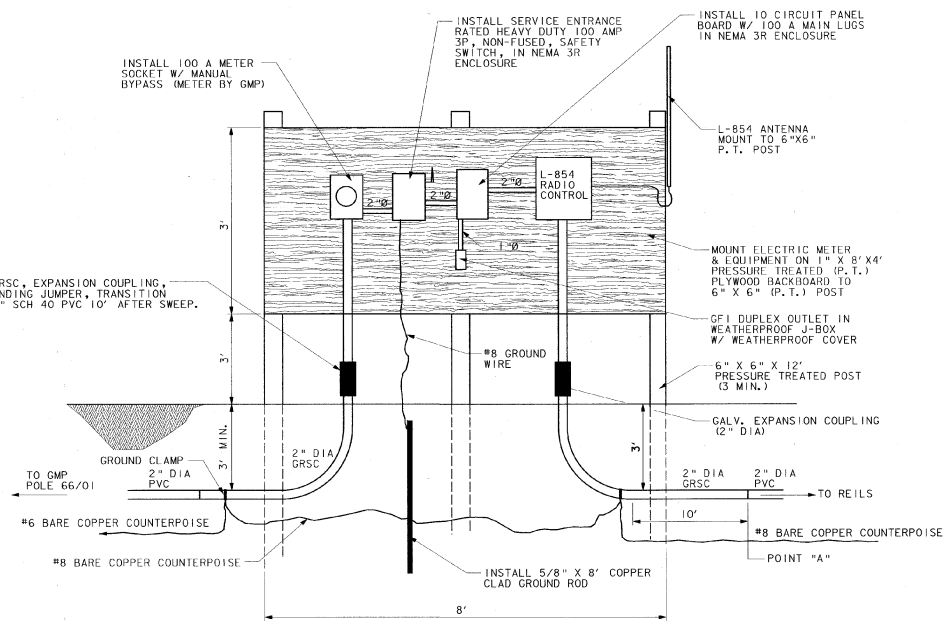 INSTALL SERVICE ENTRANCE
RATED HEAVY DUTY 100 AMP
3P, NON-FUSED, SAFETY
SWITCH, IN NEMA 3R
ENCLOSURE
INSTALL 10 CIRCUIT PANEL
BOARD W/ 100 A MAIN LUGS
IN NEMA 3R ENCLOSURE
INSTALL 100 A METER
SOCKET W/ MANUAL
BYPASS (METER BY GMP)
L-854 ANTENNA
MOUNT TO 6"X6"
P.T. POST
L-854
RADIO
CONTROL
2"Ø
2"Ø
2"Ø
1"Ø
3'
MOUNT ELECTRIC METER
& EQUIPMENT ON 1" X 8'X4'
PRESSURE TREATED (P.T.)
PLYWOOD BACKBOARD TO
6" X 6" (P.T.) POST
RSC, EXPANSION COUPLING,
NDING JUMPER, TRANSITION
" SCH 40 PVC 10' AFTER SWEEP.
GFI DUPLEX OUTLET IN
WEATHERPROOF J-BOX
W/ WEATHERPROOF COVER
3'
#8 GROUND
WIRE
6" X 6" X 12'
PRESSURE TREATED POST
(3 MIN.)
GALV. EXPANSION COUPLING
(2" DIA)
3' MIN.
3'
GROUND CLAMP
2" DIA
GRSC
TO GMP
POLE 66/01
2" DIA
PVC
2" DIA
GRSC
2" DIA
PVC
TO REILS
10'
#6 BARE COPPER COUNTERPOISE
#8 BARE COPPER COUNTERPOISE
#8 BARE COPPER COUNTERPOISE
POINT "A"
INSTALL 5/8" X 8' COPPER
CLAD GROUND ROD
8'